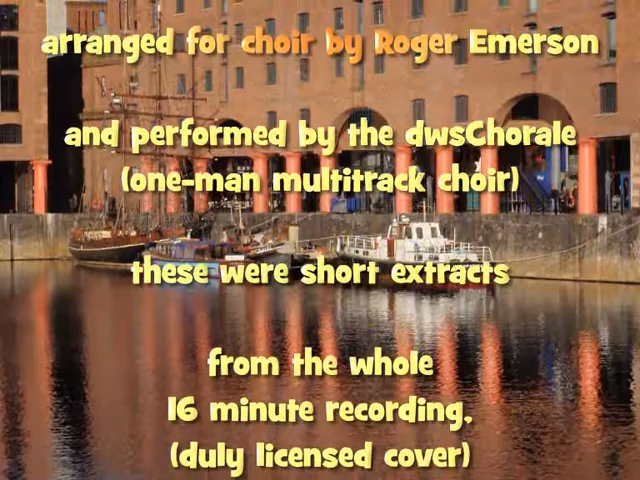 arranged for choir by Roger Emerson
and performed by the dwsChorale
(one-man multitrack choir)
these were short extracts
from the whole
16 minute recording,
(duly licensed cover)